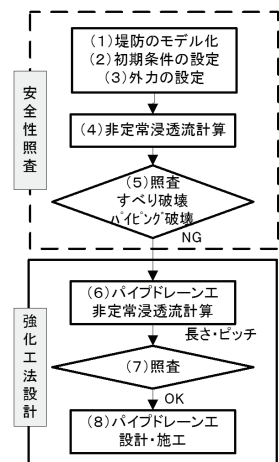 安全性照査
(1)堤防のモデル化
(2)初期条件の設定
(3)外力の設定
(4)非定常浸透流計算
(5)照査
すべり破壊
パイピング破壊
NG
強化工法設計
(6)パイプドレーン工
非定常浸透流計算
長さ・ピッチ
(7)照査
OK
(8)パイプドレーン工
設計・施工